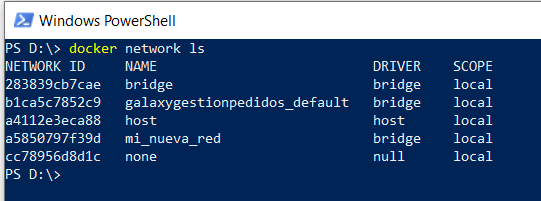 Windows PowerShell
PS D:\> docker network ls
NETWORK ID     NAME                          DRIVER    SCOPE
283839cb7cae   bridge                        bridge    local
b1ca5c7852c9   galaxygestionpedidos_default   bridge    local
a4112e3eca88   host                          host      local
a5850797f39d   mi_nueva_red                  bridge    local
cc78956d8d1c   none                          null      local
PS D:\>